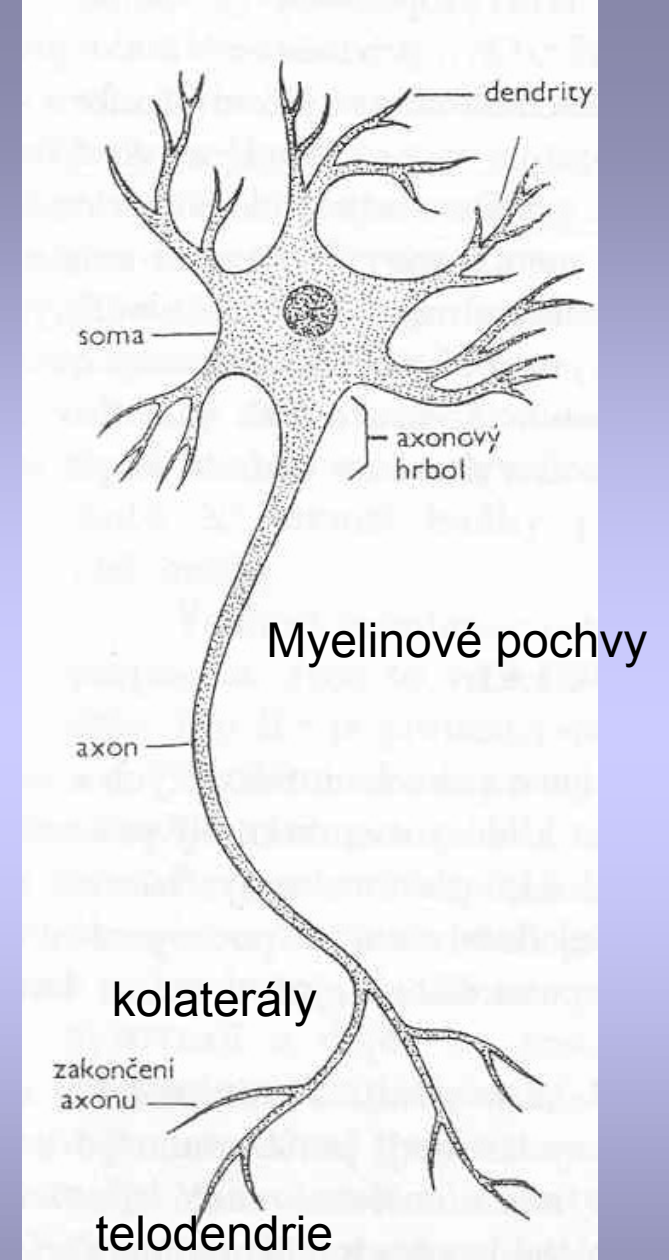 dendrity
soma
axonový
hrbol
Myelinové pochvy
axon
kolaterály
zakončení
axonu
telodendrie